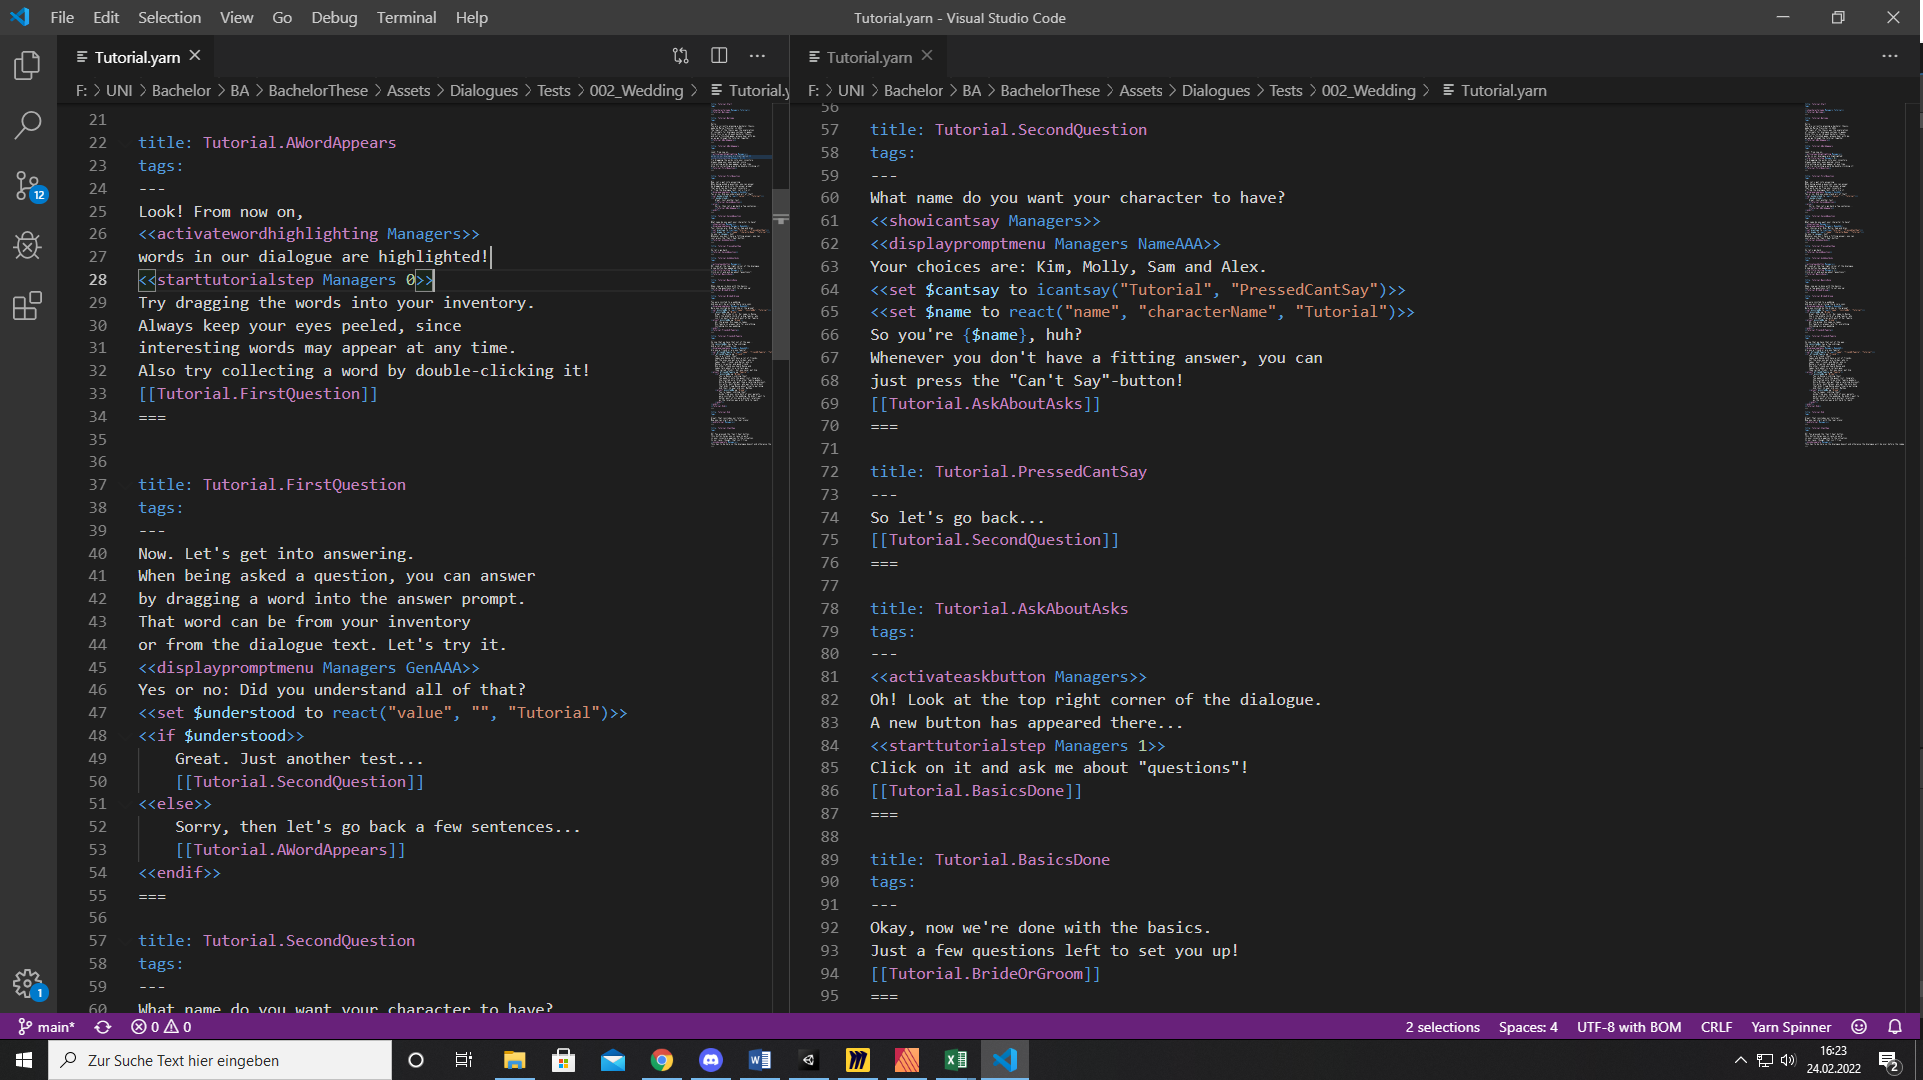 File Edit Selection View Go Debug Terminal Help
Tutorial.yarn - Visual Studio Code
Tutorial.yarn
F: > UNI > Bachelor > BA > BachelorThese > Assets > Dialogues > Tests > 002_Wedding > Tutorial.y
21
22 title: Tutorial.AWordAppears
23 tags:
24 ---
25 Look! From now on,
26 <<activatewordhighlighting Managers>>
27 words in our dialogue are highlighted!
28 <<starttutorialstep Managers 0>>
29 Try dragging the words into your inventory.
30 Always keep your eyes peeled, since
31 interesting words may appear at any time.
32 Also try collecting a word by double-clicking it!
33 [[Tutorial.FirstQuestion]]
34 ===
35
36
37 title: Tutorial.FirstQuestion
38 tags:
39 ---
40 Now. Let's get into answering.
41 When being asked a question, you can answer
42 by dragging a word into the answer prompt.
43 That word can be from your inventory
44 or from the dialogue text. Let's try it.
45 <<displaypromptmenu Managers GenAAA>>
46 Yes or no: Did you understand all of that?
47 <<set $understood to react("value", "", "Tutorial")>>
48 <<if $understood>>
49 Great. Just another test...
50 [[Tutorial.SecondQuestion]]
51 <<else>>
52 Sorry, then let's go back a few sentences...
53 [[Tutorial.AWordAppears]]
54 <<endif>>
55 ===
56
57 title: Tutorial.SecondQuestion
58 tags:
59 ---
60 What name do you want your character to have?
Tutorial.yarn
F: > UNI > Bachelor > BA > BachelorThese > Assets > Dialogues > Tests > 002_Wedding > Tutorial.yarn
56
57 title: Tutorial.SecondQuestion
58 tags:
59 ---
60 What name do you want your character to have?
61 <<showicantsay Managers>>
62 <<displaypromptmenu Managers NameAAA>>
63 Your choices are: Kim, Molly, Sam and Alex.
64 <<set $cantsay to icantsay("Tutorial", "PressedCantSay")>>
65 <<set $name to react("name", "characterName", "Tutorial")>>
66 So you're {$name}, huh?
67 Whenever you don't have a fitting answer, you can
68 just press the "Can't Say"-button!
69 [[Tutorial.AskAboutAsks]]
70 ===
71
72 title: Tutorial.PressedCantSay
73 ---
74 So let's go back...
75 [[Tutorial.SecondQuestion]]
76 ===
77
78 title: Tutorial.AskAboutAsks
79 tags:
80 ---
81 <<activateaskbutton Managers>>
82 Oh! Look at the top right corner of the dialogue.
83 A new button has appeared there...
84 <<starttutorialstep Managers 1>>
85 Click on it and ask me about "questions"!
86 [[Tutorial.BasicsDone]]
87 ===
88
89 title: Tutorial.BasicsDone
90 tags:
91 ---
92 Okay, now we're done with the basics.
93 Just a few questions left to set you up!
94 [[Tutorial.BrideOrGroom]]
95 ===
12
1
main* 0 0
2 selections Spaces: 4 UTF-8 with BOM CRLF Yarn Spinner
Zur Suche Text hier eingeben
16:23
24.02.2022
2